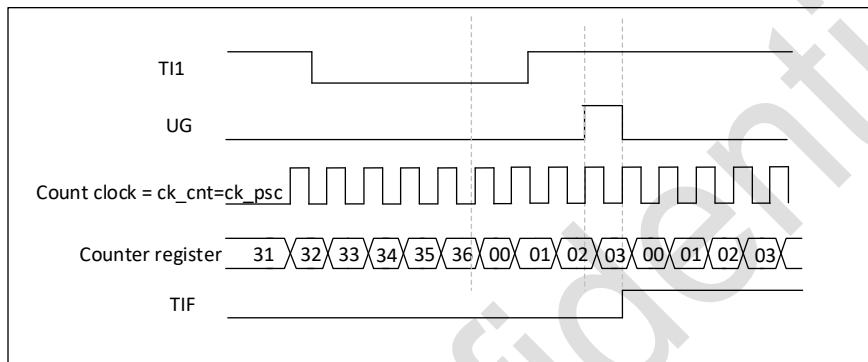 TI1
UG
Count clock = ck_cnt=ck_psc
Counter register 31 32 33 34 35 36 00 01 02 03 00 01 02 03
TIF